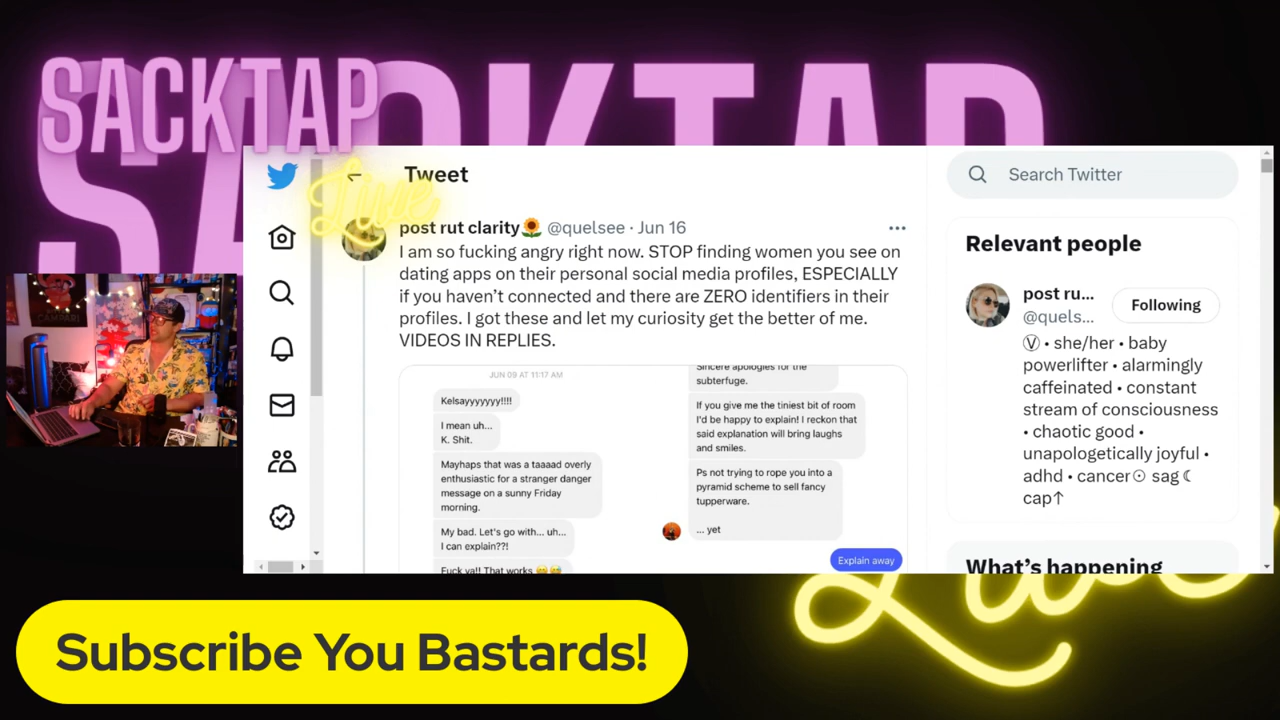 SACKTAP
SACKTAP
Live
Tweet
Search Twitter
post rut clarity🌻 @quelsee · Jun 16
I am so fucking angry right now. STOP finding women you see on
dating apps on their personal social media profiles, ESPECIALLY
if you haven't connected and there are ZERO identifiers in their
profiles. I got these and let my curiosity get the better of me.
VIDEOS IN REPLIES.
JUN 09 AT 11:17 AM
Kelsayyyyyyy!!!!
I mean uh...
K. Shit.
Mayhaps that was a taaaad overly
enthusiastic for a stranger danger
message on a sunny Friday
morning.
My bad. Let's go with... uh...
I can explain??!
Fuck ya!! That works 😄😅
Sincere apologies for the
subterfuge.
If you give me the tiniest bit of room
I'd be happy to explain! I reckon that
said explanation will bring laughs
and smiles.
Ps not trying to rope you into a
pyramid scheme to sell fancy
tupperware.
... yet
Explain away
Relevant people
post ru...
@quels...
Following
Ⓥ • she/her • baby
powerlifter • alarmingly
caffeinated • constant
stream of consciousness
• chaotic good •
unapologetically joyful •
adhd • cancer☉ sag☾
cap↑
What's happening
CAMPARI
Live
Subscribe You Bastards!